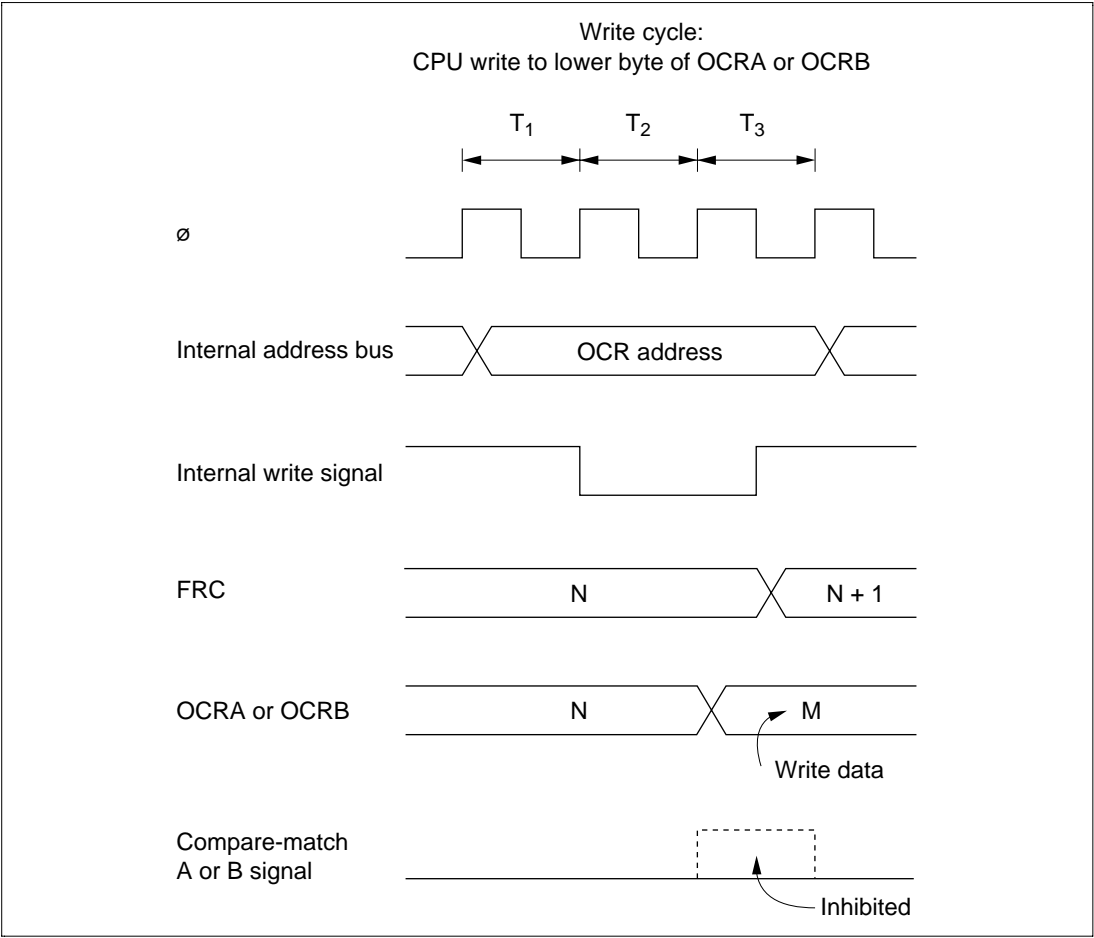 Write cycle:
CPU write to lower byte of OCRA or OCRB
T₁ T₂ T₃
ø
Internal address bus
OCR address
Internal write signal
FRC
N
N + 1
OCRA or OCRB
N
M
Write data
Compare-match
A or B signal
Inhibited